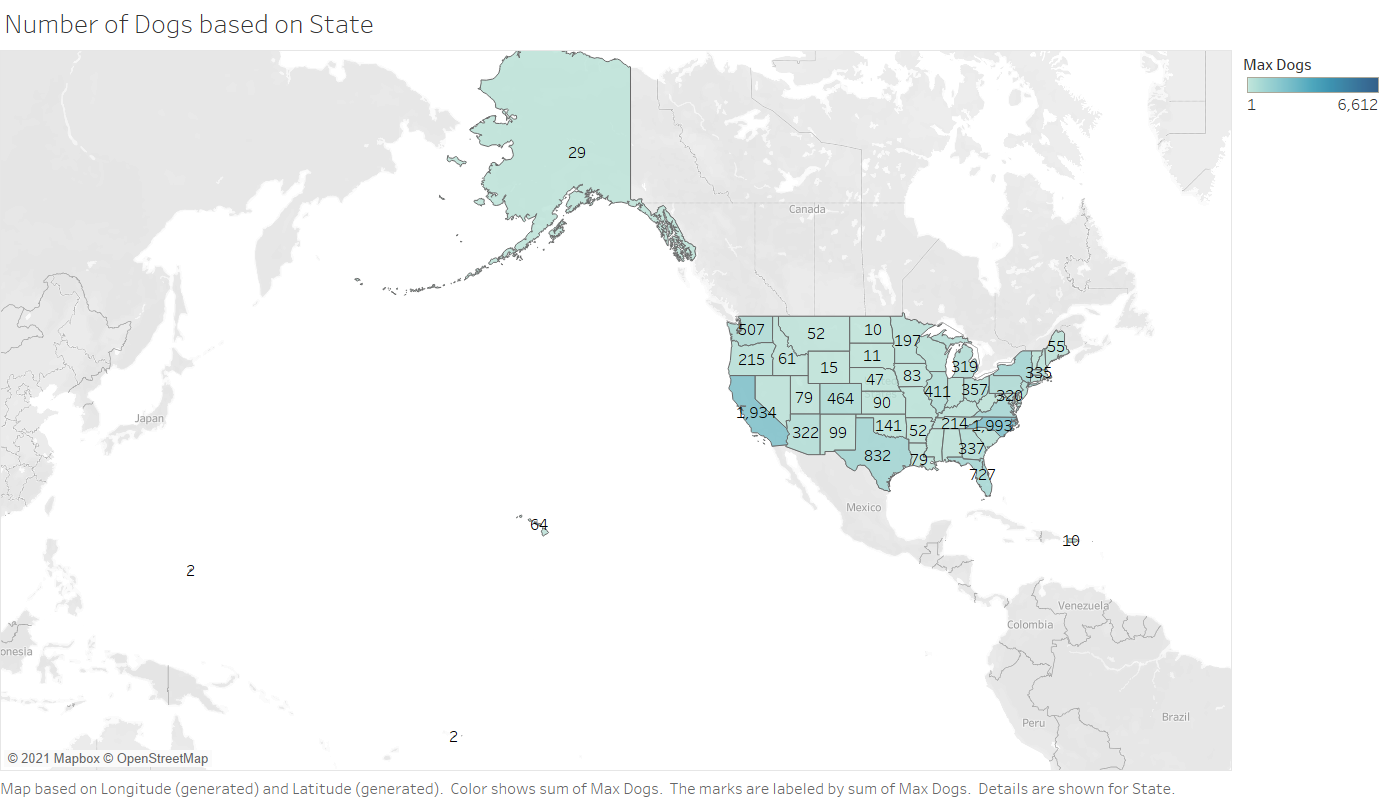 Number of Dogs based on State
Max Dogs
1 6,612
29
Canada
507 52 10 197 55
215 61 15 11 319 335
47 83 411 357 320
Japan
1,934 79 464 90
322 99 141 52 214 1,993
832 79 337
727
Mexico
64
10
2
Venezuela
Colombia
onesia
Peru Brazil
2
© 2021 Mapbox © OpenStreetMap
Map based on Longitude (generated) and Latitude (generated).  Color shows sum of Max Dogs.  The marks are labeled by sum of Max Dogs.  Details are shown for State.